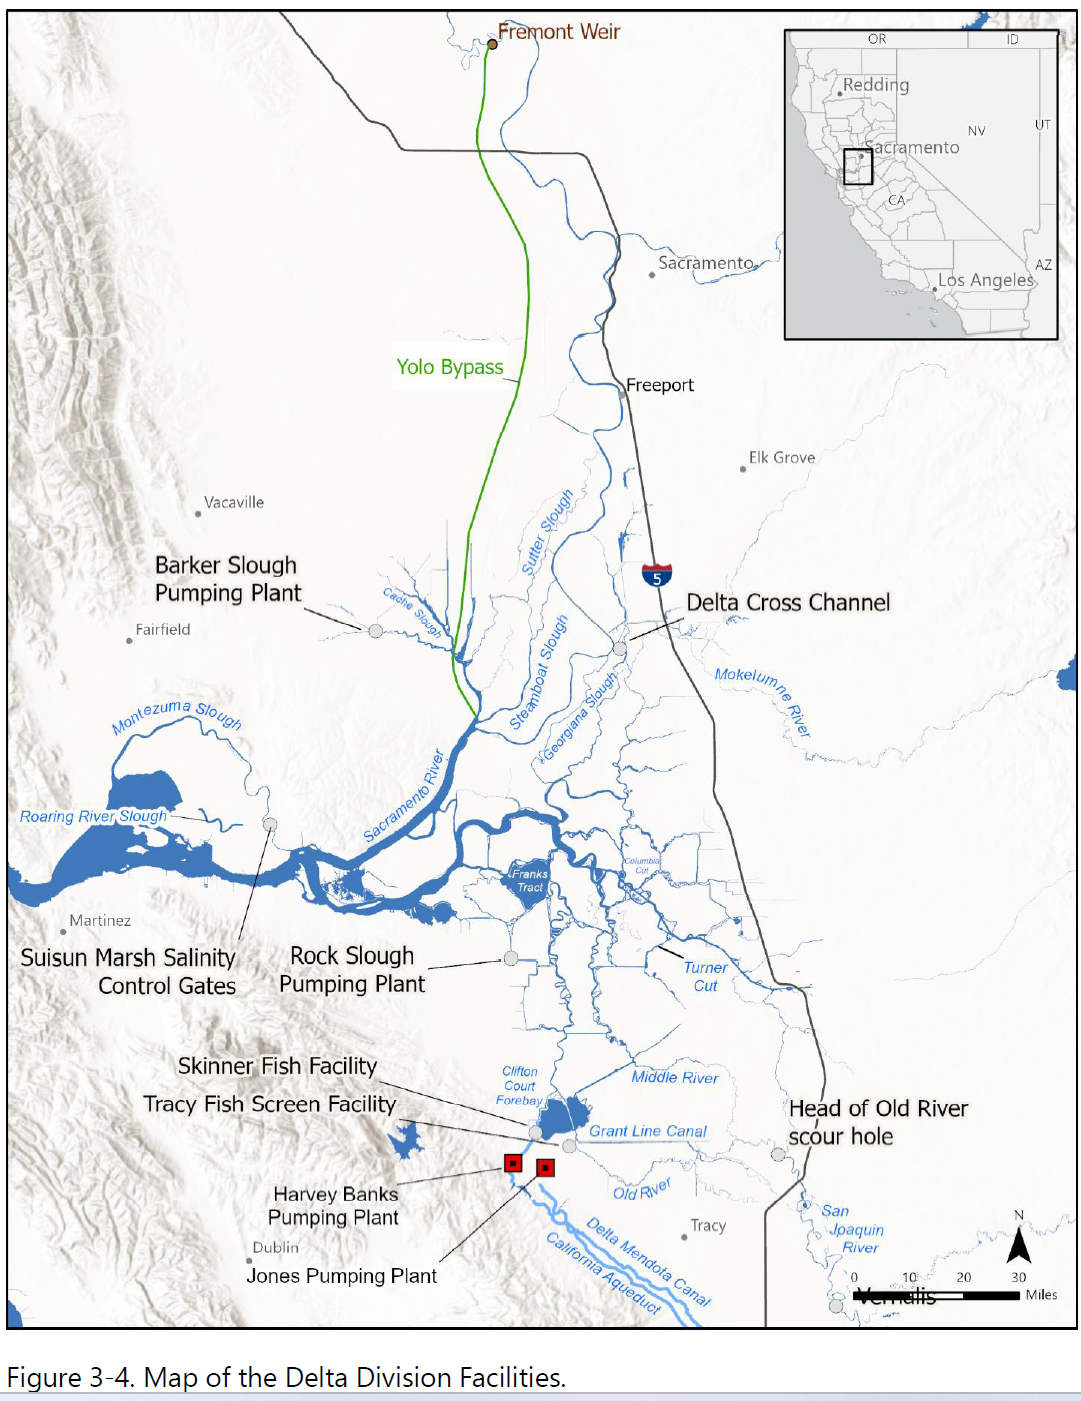 Fremont Weir
OR
ID
Redding
NV
UT
Sacramento
CA
AZ
Los Angeles
Sacramento
Yolo Bypass
Freeport
Elk Grove
Vacaville
Sutter Slough
Barker Slough
Pumping Plant
Cache Slough
5
Delta Cross Channel
Fairfield
Steamboat Slough
Georgiana Slough
Mokelumne
River
Montezuma Slough
Sacramento River
Roaring River Slough
Columbia
Cut
Franks
Tract
Martinez
Suisun Marsh Salinity
Control Gates
Rock Slough
Pumping Plant
Turner
Cut
Skinner Fish Facility
Clifton
Court
Forebay
Middle River
Tracy Fish Screen Facility
Head of Old River
scour hole
Grant Line Canal
Harvey Banks
Pumping Plant
Old River
San
Joaquin
River
Tracy
N
Dublin
Delta Mendota Canal
California Aqueduct
Jones Pumping Plant
0 10 20 30
Miles
Vernalis
Figure 3-4. Map of the Delta Division Facilities.